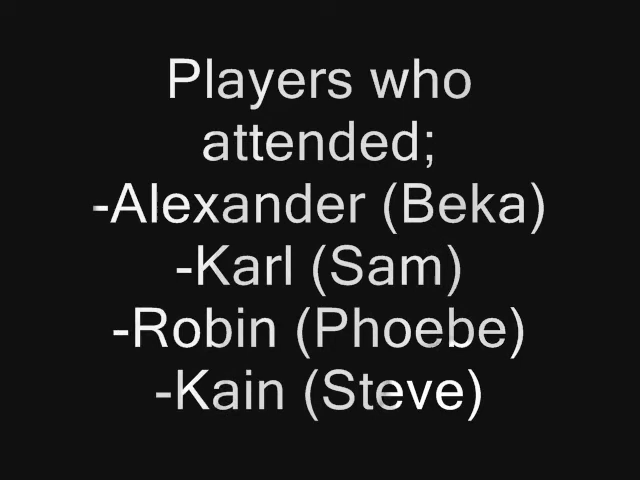 Players who
attended;
-Alexander (Beka)
-Karl (Sam)
-Robin (Phoebe)
-Kain (Steve)